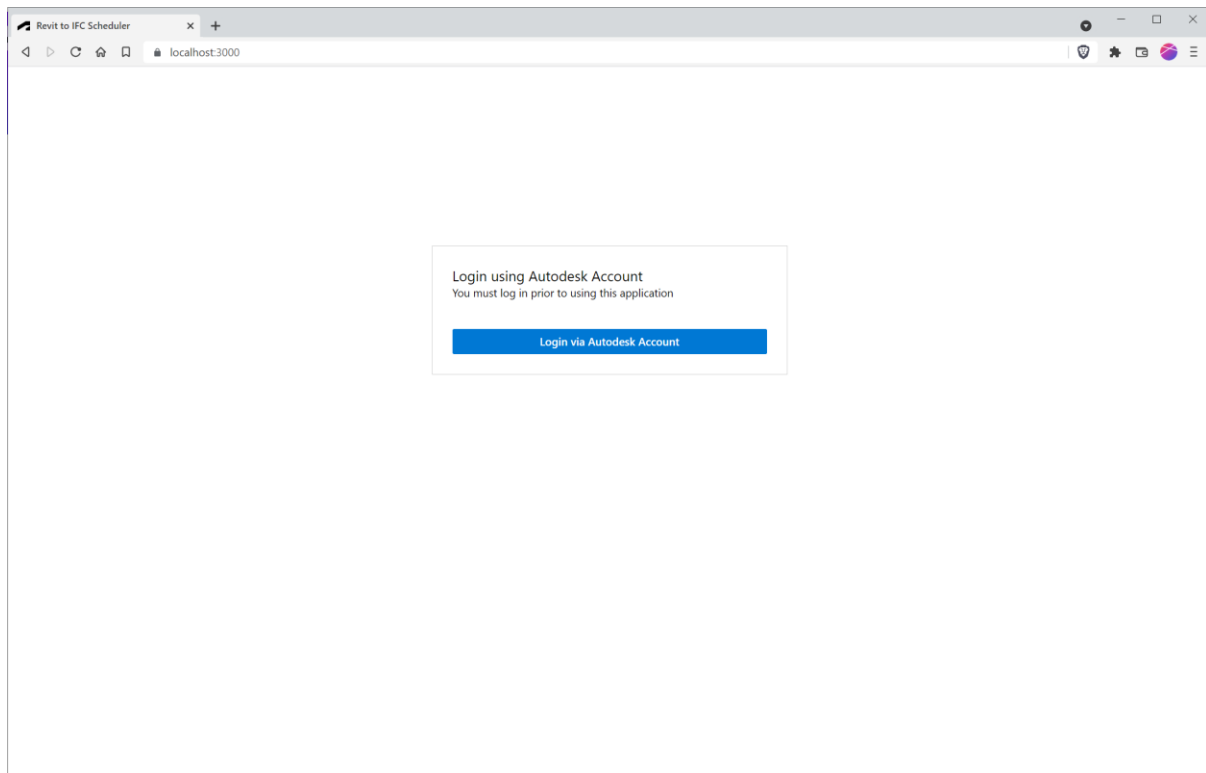 Revit to IFC Scheduler
localhost:3000
Login using Autodesk Account
You must log in prior to using this application
Login via Autodesk Account